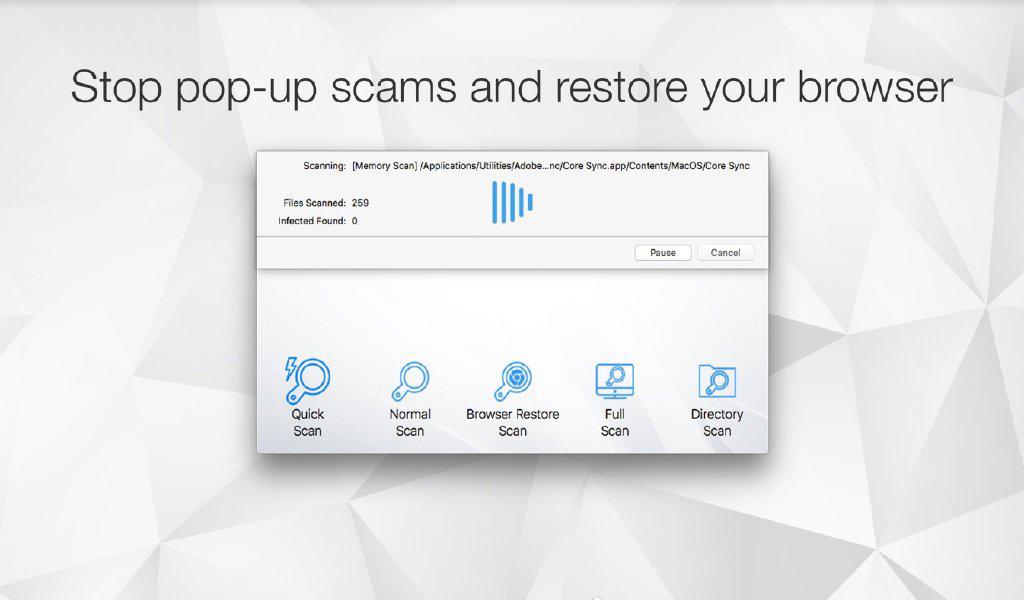 Stop pop-up scams and restore your browser
Scanning: [Memory Scan] /Applications/Utilities/Adobe...nc/Core Sync.app/Contents/MacOS/Core Sync
Files Scanned: 259
Infected Found: 0
Pause Cancel
Quick Normal Browser Restore Full Directory
Scan Scan Scan Scan Scan